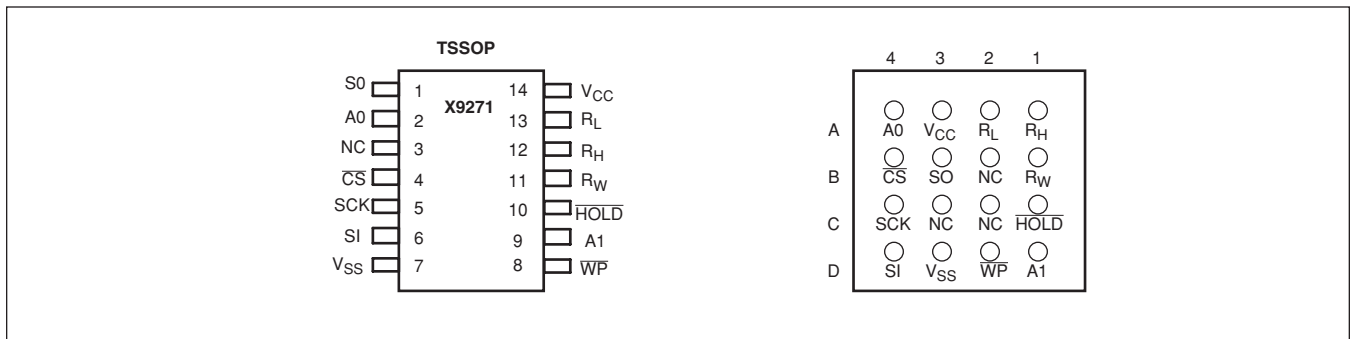 TSSOP
X9271
S0 1 14 VCC
A0 2 13 RL
NC 3 12 RH
CS 4 11 RW
SCK 5 10 HOLD
SI 6 9 A1
VSS 7 8 WP
4 3 2 1
A A0 VCC RL RH
B CS SO NC RW
C SCK NC NC HOLD
D SI VSS WP A1